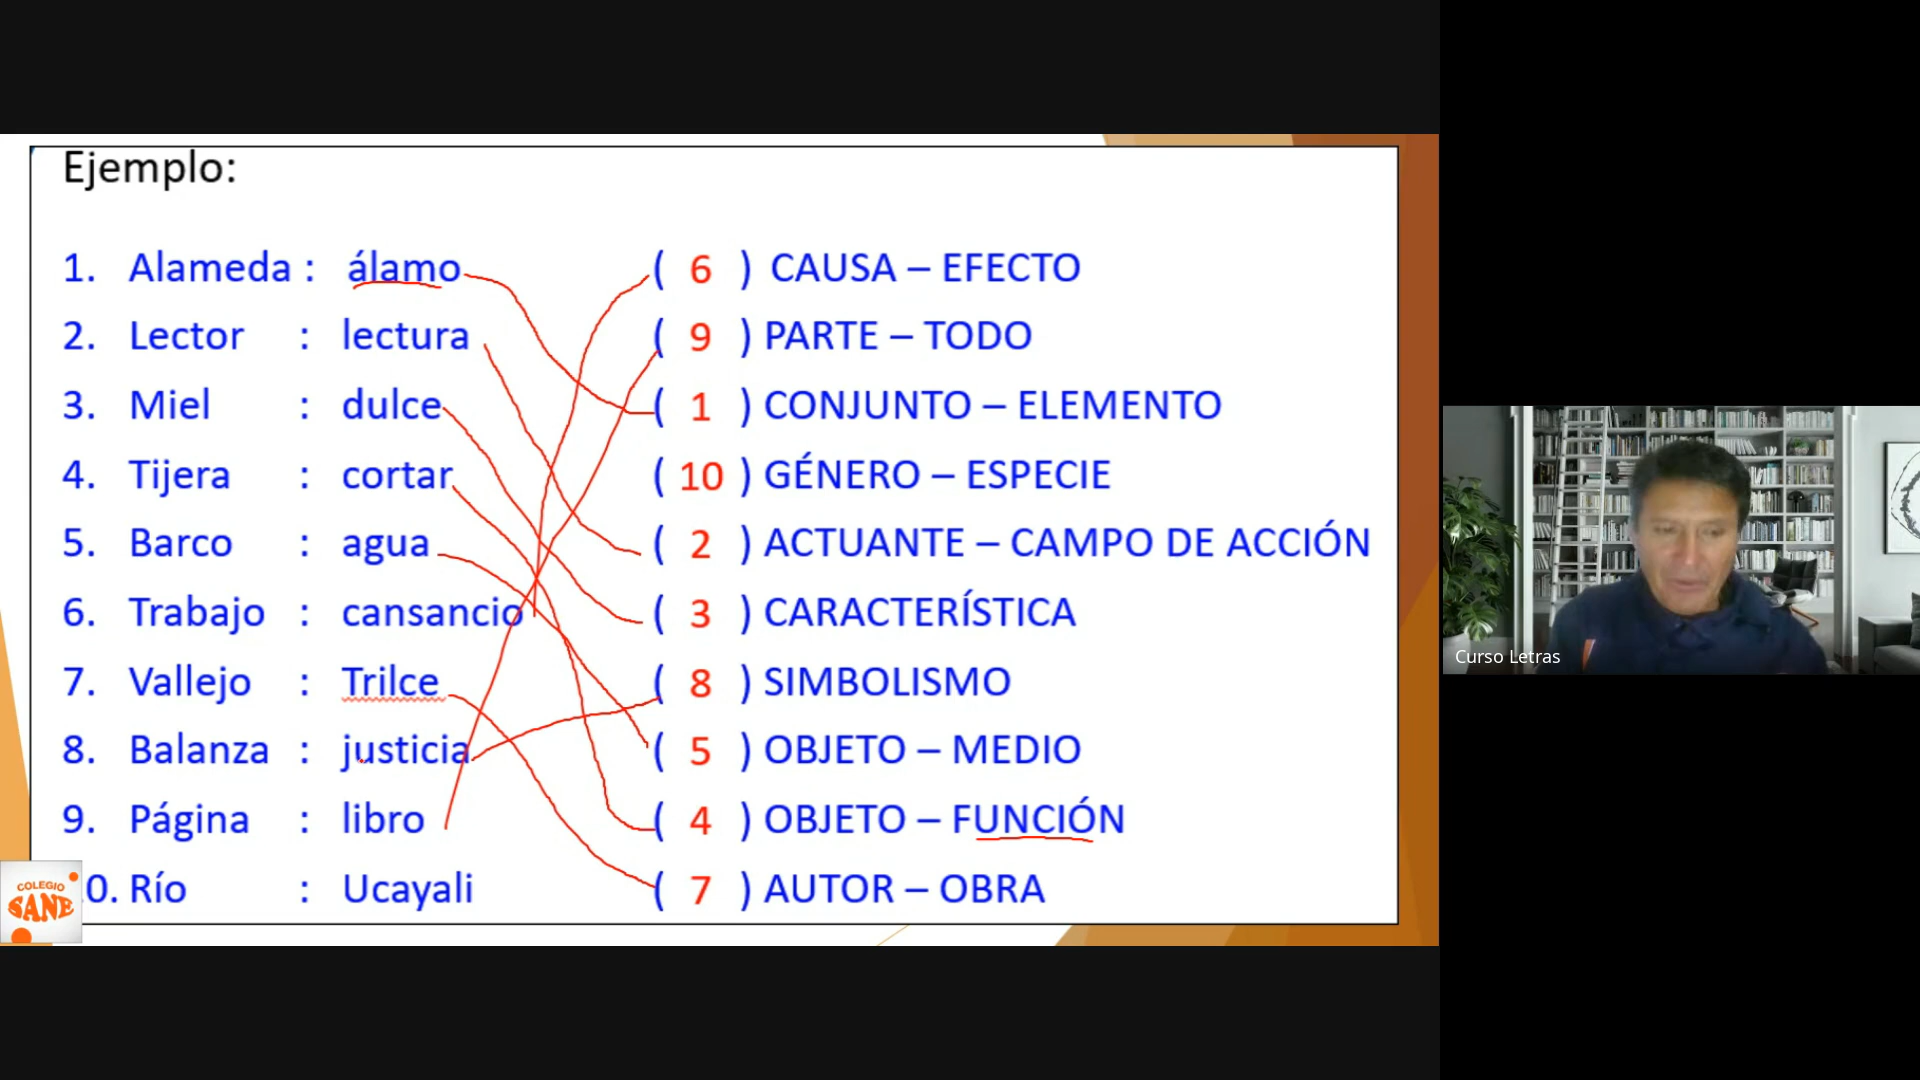 Ejemplo:
1. Alameda : álamo ( 6 ) CAUSA – EFECTO
2. Lector : lectura ( 9 ) PARTE – TODO
3. Miel : dulce ( 1 ) CONJUNTO – ELEMENTO
4. Tijera : cortar ( 10 ) GÉNERO – ESPECIE
5. Barco : agua ( 2 ) ACTUANTE – CAMPO DE ACCIÓN
6. Trabajo : cansancio ( 3 ) CARACTERÍSTICA
7. Vallejo : Trilce ( 8 ) SIMBOLISMO
8. Balanza : justicia ( 5 ) OBJETO – MEDIO
9. Página : libro ( 4 ) OBJETO – FUNCIÓN
0. Río : Ucayali ( 7 ) AUTOR – OBRA
COLEGIO
SANE
Curso Letras